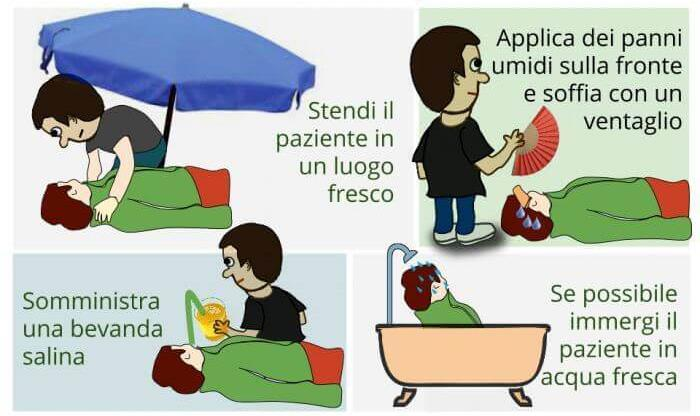 Stendi il
paziente in
un luogo
fresco
Applica dei panni
umidi sulla fronte
e soffia con un
ventaglio
Somministra
una bevanda
salina
Se possibile
immergi il
paziente in
acqua fresca